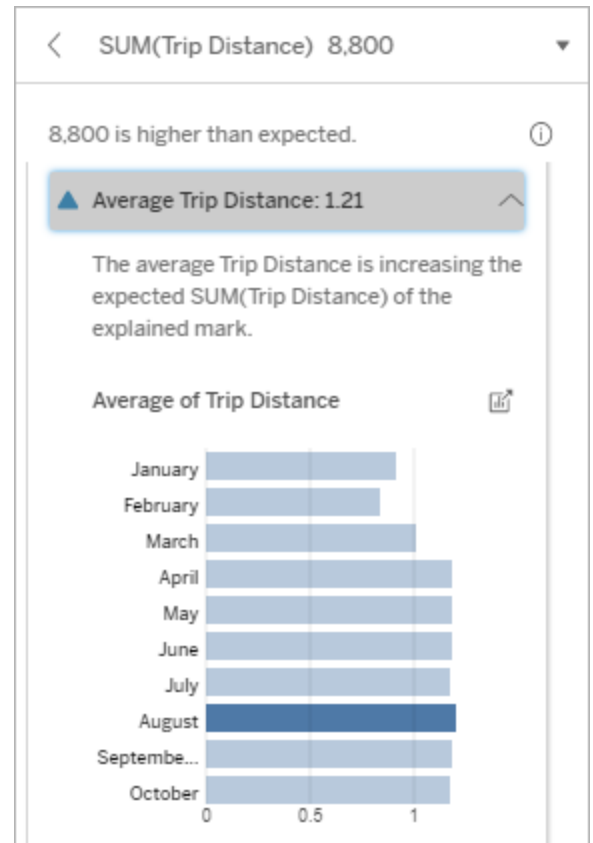 SUM(Trip Distance) 8,800
8,800 is higher than expected.
Average Trip Distance: 1.21
The average Trip Distance is increasing the
expected SUM(Trip Distance) of the
explained mark.
Average of Trip Distance
January
February
March
April
May
June
July
August
Septembe...
October
0 0.5 1